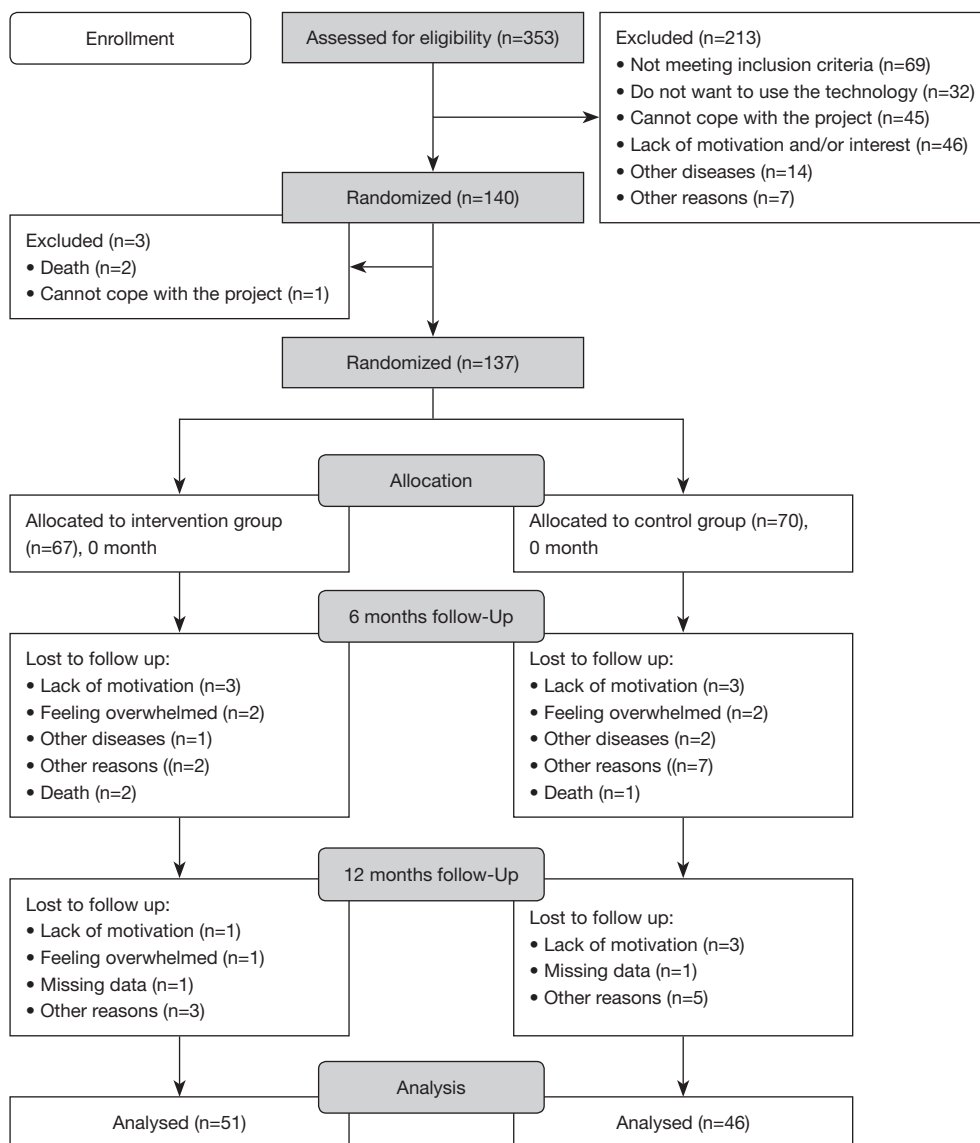 Enrollment
Assessed for eligibility (n=353)
Excluded (n=213)
• Not meeting inclusion criteria (n=69)
• Do not want to use the technology (n=32)
• Cannot cope with the project (n=45)
• Lack of motivation and/or interest (n=46)
• Other diseases (n=14)
• Other reasons (n=7)
Randomized (n=140)
Excluded (n=3)
• Death (n=2)
• Cannot cope with the project (n=1)
Randomized (n=137)
Allocation
Allocated to intervention group
(n=67), 0 month
Allocated to control group (n=70),
0 month
6 months follow-Up
Lost to follow up:
• Lack of motivation (n=3)
• Feeling overwhelmed (n=2)
• Other diseases (n=1)
• Other reasons ((n=2)
• Death (n=2)
Lost to follow up:
• Lack of motivation (n=3)
• Feeling overwhelmed (n=2)
• Other diseases (n=2)
• Other reasons ((n=7)
• Death (n=1)
12 months follow-Up
Lost to follow up:
• Lack of motivation (n=1)
• Feeling overwhelmed (n=1)
• Missing data (n=1)
• Other reasons (n=3)
Lost to follow up:
• Lack of motivation (n=3)
• Missing data (n=1)
• Other reasons (n=5)
Analysis
Analysed (n=51)
Analysed (n=46)